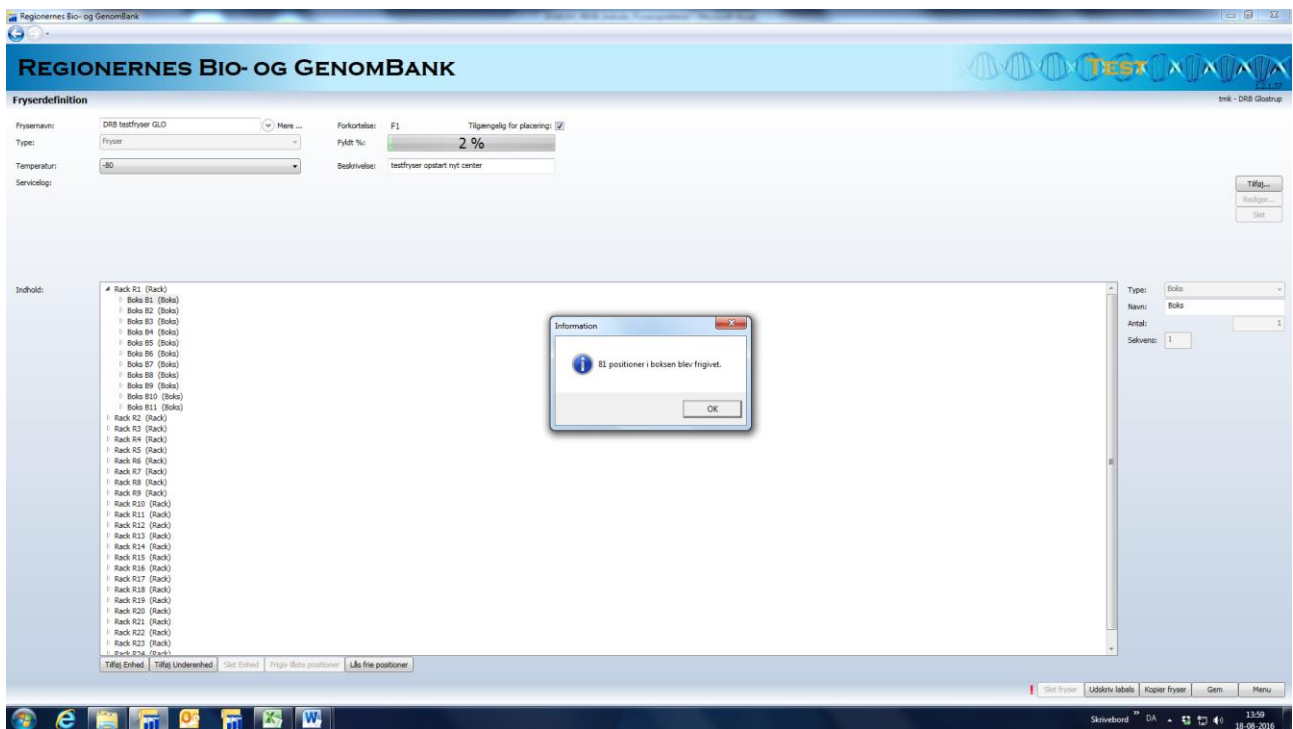 Regionernes Bio- og GenomBank
REGIONERNES BIO- OG GENOMBANK
TEST
1.2.1.37
Fryserdefinition
tmk - DRB Glostrup
Frysernavn: DRB testfryser GLO Mere ... Forkortelse: F1 Tilgængelig for placering:
Type: Fryser Fyldt %: 2 %
Temperatur: -80 Beskrivelse: testfryser opstart nyt center
Servicelog:
Tilføj...
Rediger...
Slet
Indhold:
Rack R1 (Rack)
Boks B1 (Boks)
Boks B2 (Boks)
Boks B3 (Boks)
Boks B4 (Boks)
Boks B5 (Boks)
Boks B6 (Boks)
Boks B7 (Boks)
Boks B8 (Boks)
Boks B9 (Boks)
Boks B10 (Boks)
Boks B11 (Boks)
Rack R2 (Rack)
Rack R3 (Rack)
Rack R4 (Rack)
Rack R5 (Rack)
Rack R6 (Rack)
Rack R7 (Rack)
Rack R8 (Rack)
Rack R9 (Rack)
Rack R10 (Rack)
Rack R11 (Rack)
Rack R12 (Rack)
Rack R13 (Rack)
Rack R14 (Rack)
Rack R15 (Rack)
Rack R16 (Rack)
Rack R17 (Rack)
Rack R18 (Rack)
Rack R19 (Rack)
Rack R20 (Rack)
Rack R21 (Rack)
Rack R22 (Rack)
Rack R23 (Rack)
Rack R24 (Rack)
Information
81 positioner i boksen blev frigivet.
OK
Type: Boks
Navn: Boks
Antal: 1
Sekvens: 1
Tilføj Enhed Tilføj Underenhed Slet Enhed Frigiv låste positioner Lås frie positioner
Slet fryser Udskriv labels Kopier fryser Gem Menu
Skrivebord DA 13:59
18-08-2016